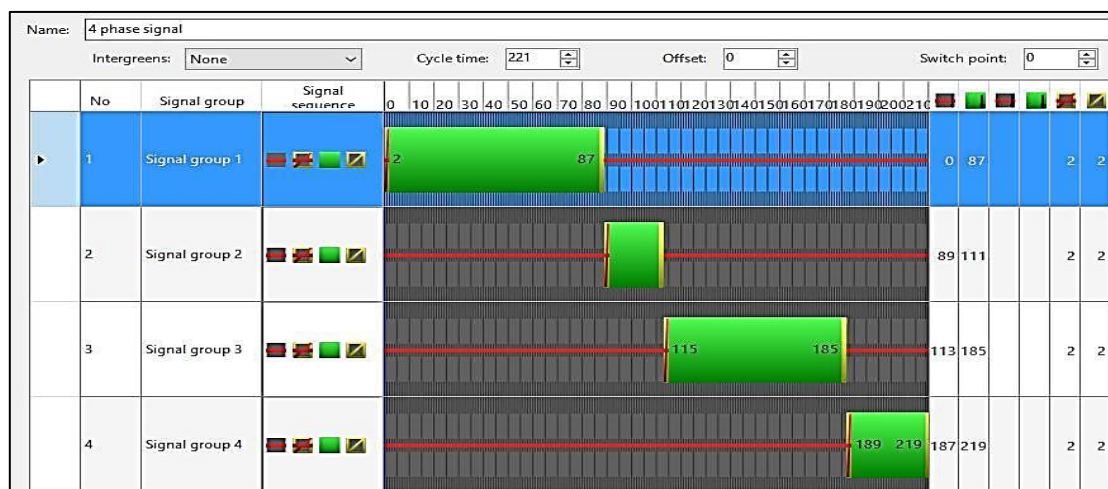 Name: 4 phase signal
Intergreens: None Cycle time: 221 Offset: 0 Switch point: 0
No Signal group Signal sequence 0 10 20 30 40 50 60 70 80 90 100 110 120 130 140 150 160 170 180 190 200 210
1 Signal group 1 2 87 0 87 2 2
2 Signal group 2 89 111 2 2
3 Signal group 3 115 185 113 185 2 2
4 Signal group 4 189 219 187 219 2 2